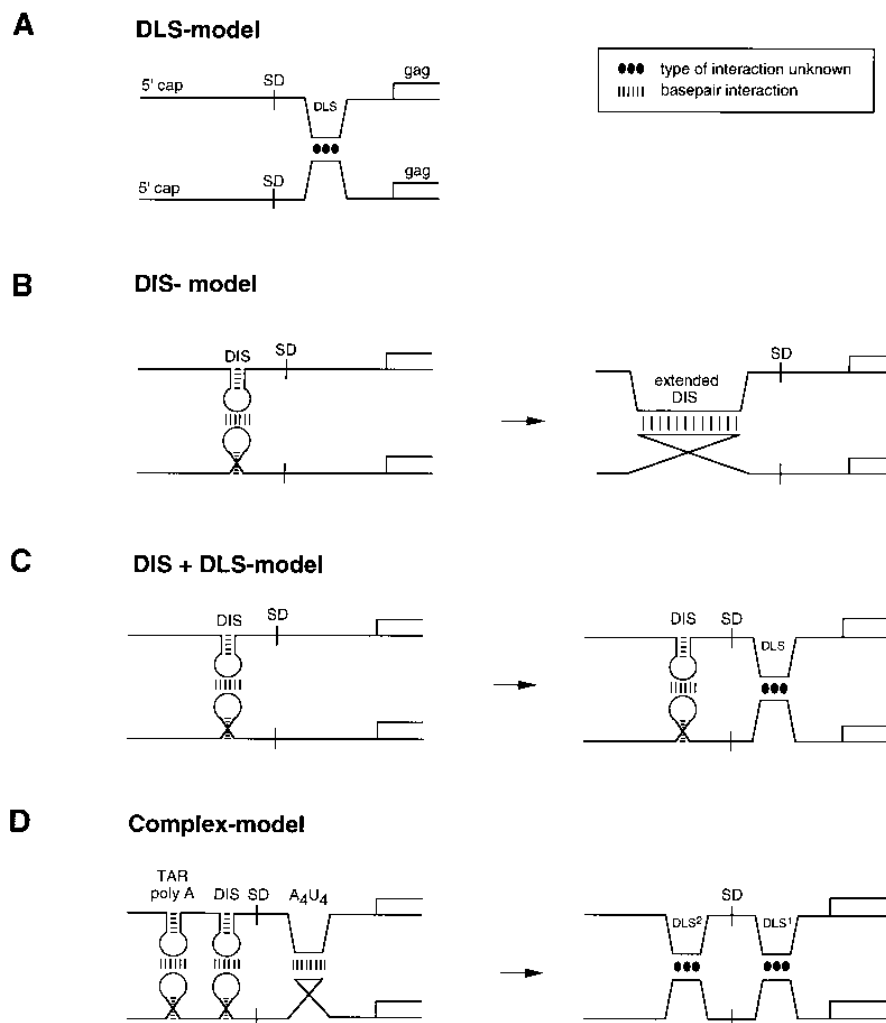 A DLS-model
5' cap SD DLS gag
5' cap SD gag
type of interaction unknown
basepair interaction
B DIS- model
DIS SD
SD
extended
DIS
C DIS + DLS-model
DIS SD
DIS SD DLS
D Complex-model
TAR
poly A DIS SD A4U4
SD
DLS2 DLS1